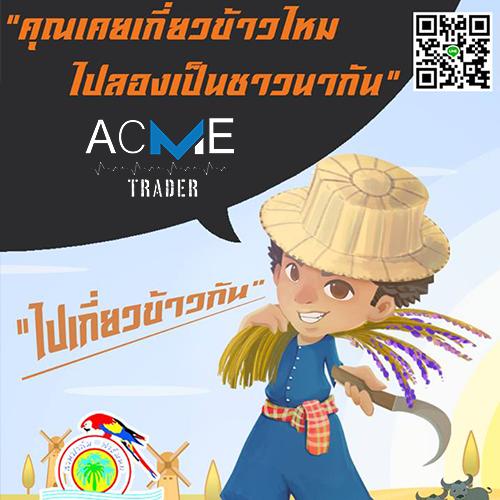 "คุณเคยเกี่ยวข้าวไหม
ไปลองเป็นชาวนากัน"
ACME
TRADER
"ไปเกี่ยวข้าวกัน"